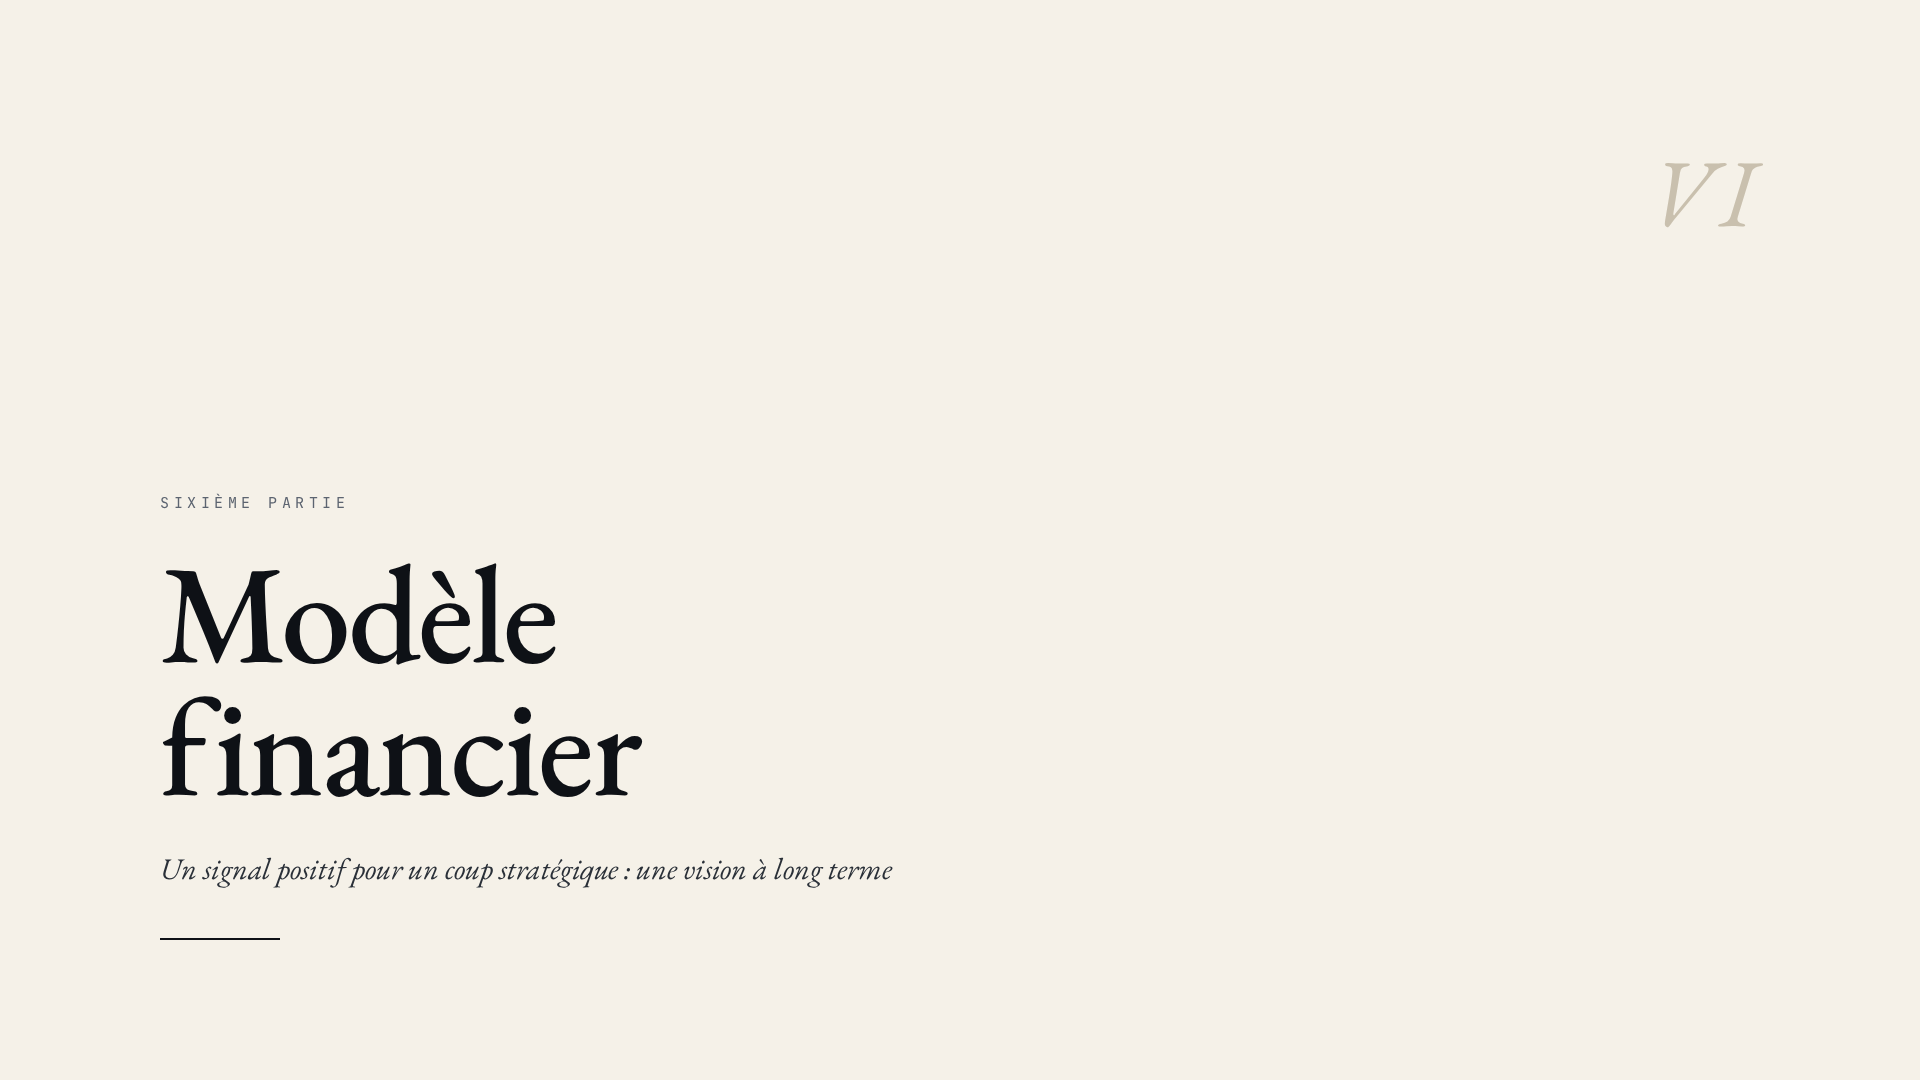 VI
SIXIÈME PARTIE
Modèle
financier
Un signal positif pour un coup stratégique : une vision à long terme